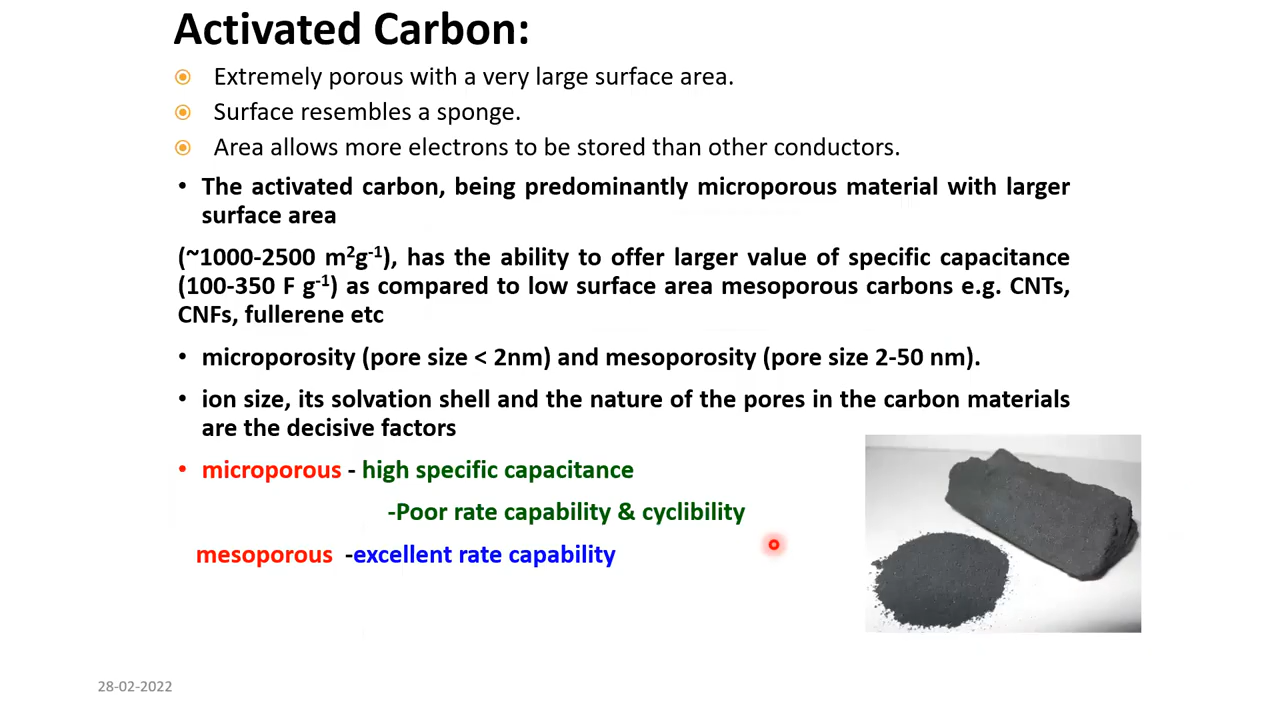 Activated Carbon:
Extremely porous with a very large surface area.
Surface resembles a sponge.
Area allows more electrons to be stored than other conductors.
• The activated carbon, being predominantly microporous material with larger
surface area
(~1000-2500 m²g⁻¹), has the ability to offer larger value of specific capacitance
(100-350 F g⁻¹) as compared to low surface area mesoporous carbons e.g. CNTs,
CNFs, fullerene etc
• microporosity (pore size < 2nm) and mesoporosity (pore size 2-50 nm).
• ion size, its solvation shell and the nature of the pores in the carbon materials
are the decisive factors
• microporous - high specific capacitance
-Poor rate capability & cyclibility
mesoporous -excellent rate capability
28-02-2022